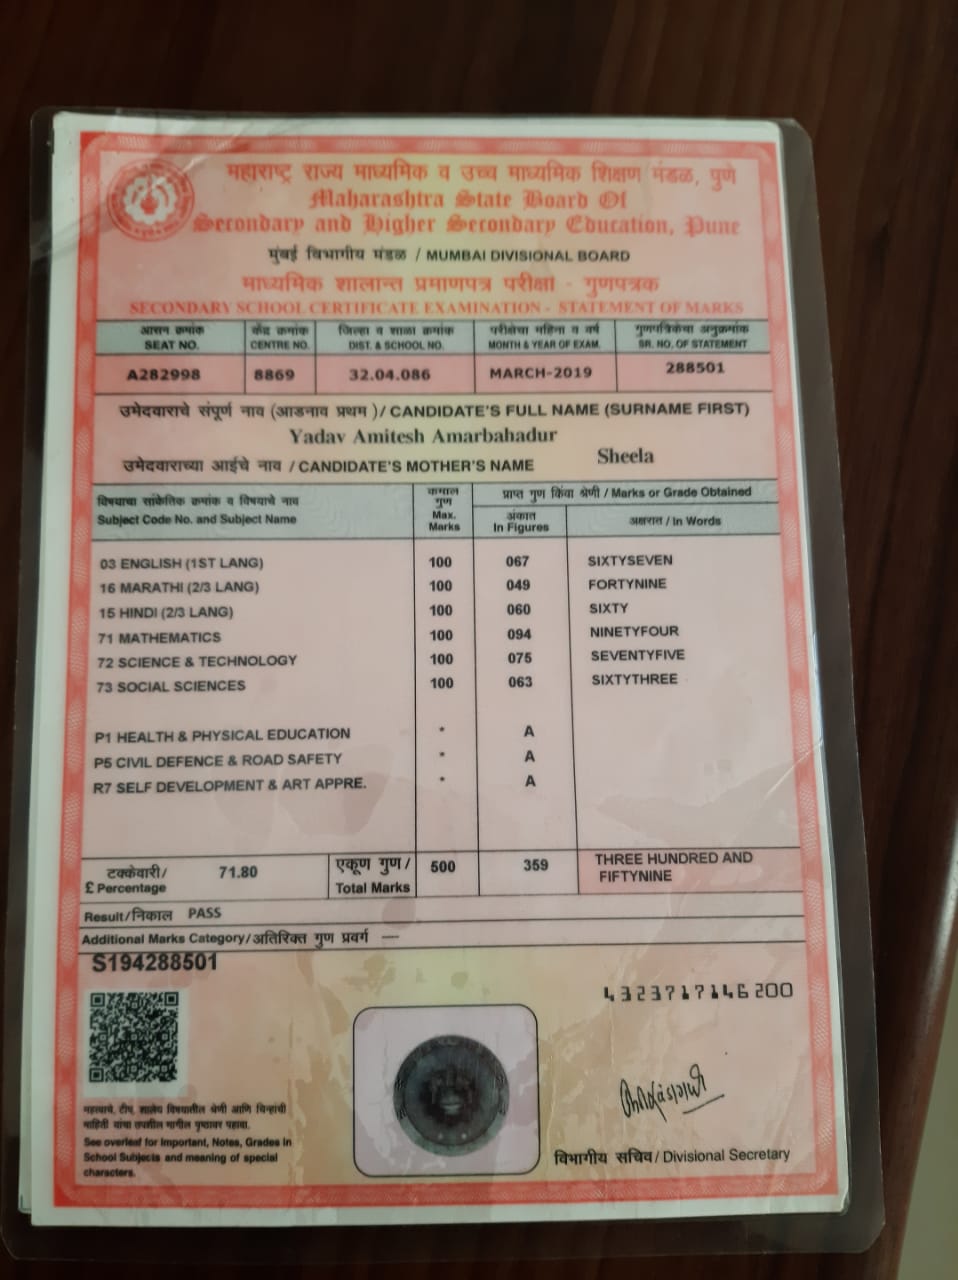 महाराष्ट्र राज्य माध्यमिक व उच्च माध्यमिक शिक्षण मंडळ, पुणे
Maharashtra State Board Of
Secondary and Higher Secondary Education, Pune
मुंबई विभागीय मंडळ / MUMBAI DIVISIONAL BOARD
माध्यमिक शालान्त प्रमाणपत्र परीक्षा - गुणपत्रक
SECONDARY SCHOOL CERTIFICATE EXAMINATION - STATEMENT OF MARKS
आसन क्रमांक केंद्र क्रमांक जिल्हा व शाळा क्रमांक परीक्षेचा महिना व वर्ष गुणपत्रिकेचा अनुक्रमांक
SEAT NO. CENTRE NO. DIST. & SCHOOL NO. MONTH & YEAR OF EXAM. SR. NO. OF STATEMENT
A282998 8869 32.04.086 MARCH-2019 288501
उमेदवाराचे संपूर्ण नाव (आडनाव प्रथम )/ CANDIDATE'S FULL NAME (SURNAME FIRST)
Yadav Amitesh Amarbahadur
उमेदवाराच्या आईचे नाव / CANDIDATE'S MOTHER'S NAME Sheela
विषयाचा सांकेतिक क्रमांक व विषयाचे नाव
Subject Code No. and Subject Name
कमाल
गुण
Max.
Marks
प्राप्त गुण किंवा श्रेणी / Marks or Grade Obtained
अंकात
In Figures
अक्षरात / In Words
03 ENGLISH (1ST LANG) 100 067 SIXTYSEVEN
16 MARATHI (2/3 LANG) 100 049 FORTYNINE
15 HINDI (2/3 LANG) 100 060 SIXTY
71 MATHEMATICS 100 094 NINETYFOUR
72 SCIENCE & TECHNOLOGY 100 075 SEVENTYFIVE
73 SOCIAL SCIENCES 100 063 SIXTYTHREE
P1 HEALTH & PHYSICAL EDUCATION * A
P5 CIVIL DEFENCE & ROAD SAFETY * A
R7 SELF DEVELOPMENT & ART APPRE. * A
टक्केवारी/
£ Percentage
71.80
एकूण गुण/
Total Marks
500 359
THREE HUNDRED AND
FIFTYNINE
Result/निकाल PASS
Additional Marks Category/अतिरिक्त गुण प्रवर्ग —
S194288501
4323717146200
महत्वाचे, टीप, शालेय विषयातील श्रेणी आणि चिन्हांची
माहिती यांचा तपशील मागील पृष्ठावर पहावा.
See overleaf for Important, Notes, Grades in
School Subjects and meaning of special
characters.
विभागीय सचिव/ Divisional Secretary